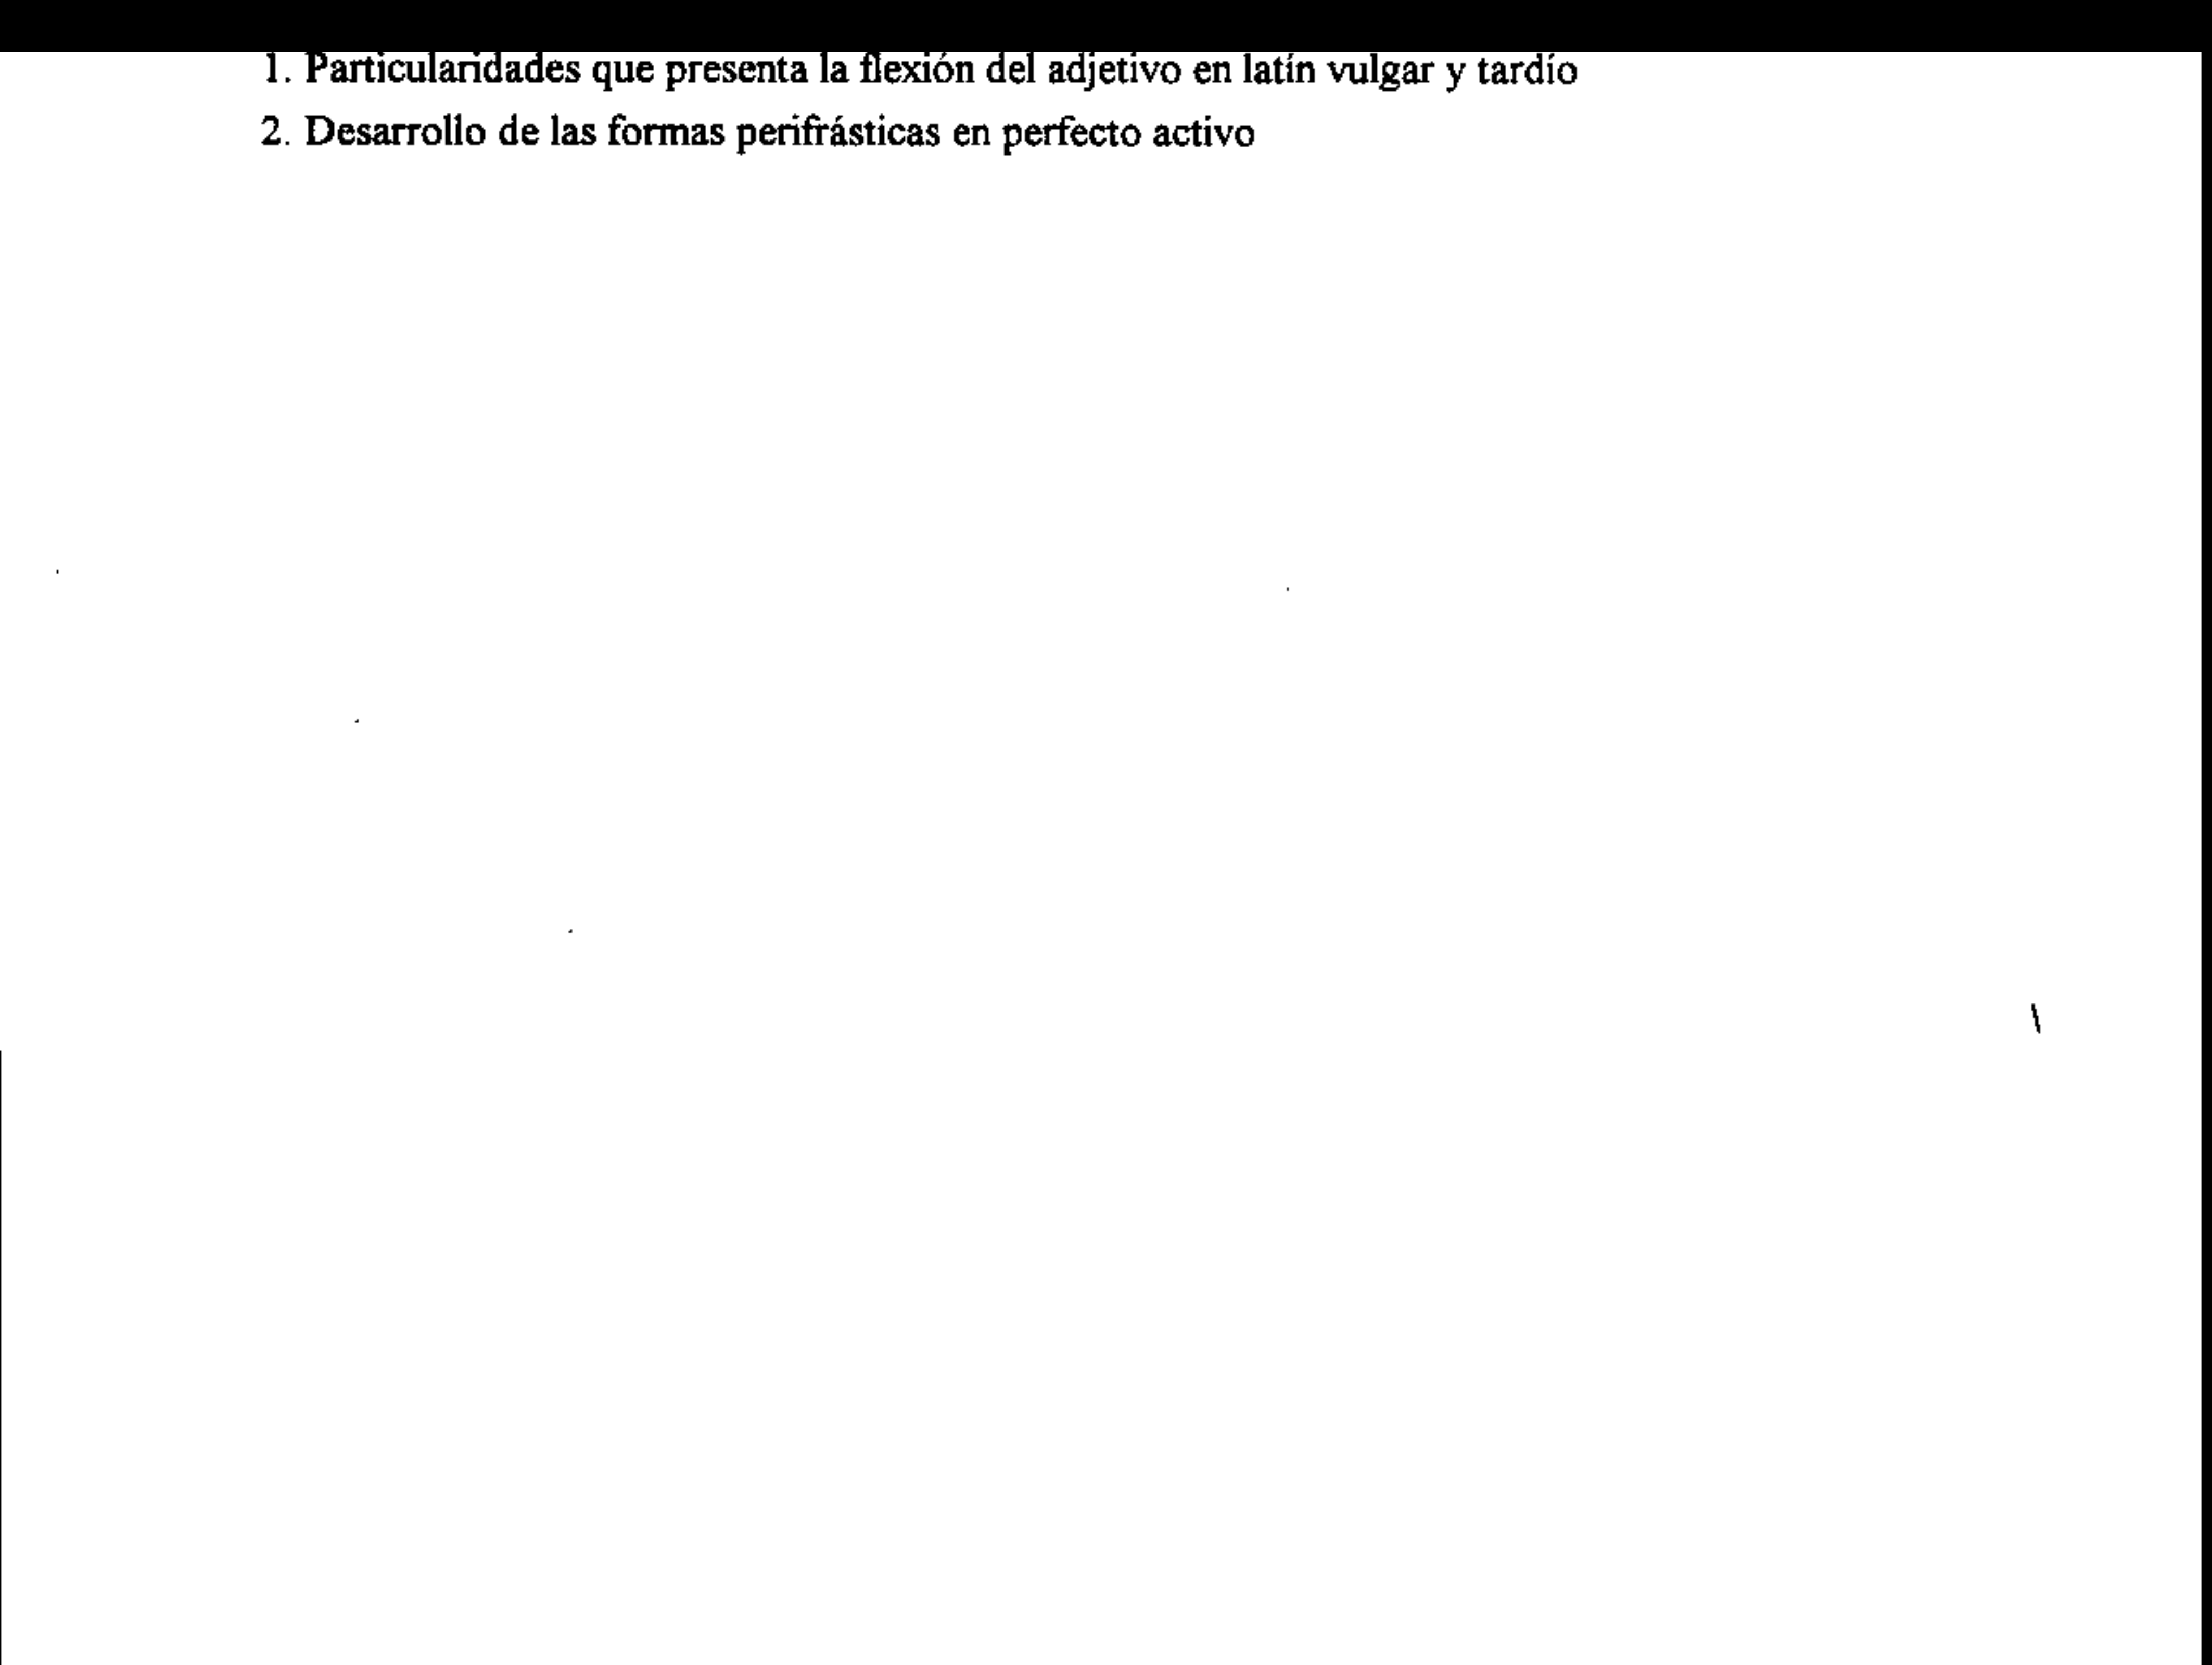 1. Particularidades que presenta la flexión del adjetivo en latín vulgar y tardío
2. Desarrollo de las formas perifrásticas en perfecto activo